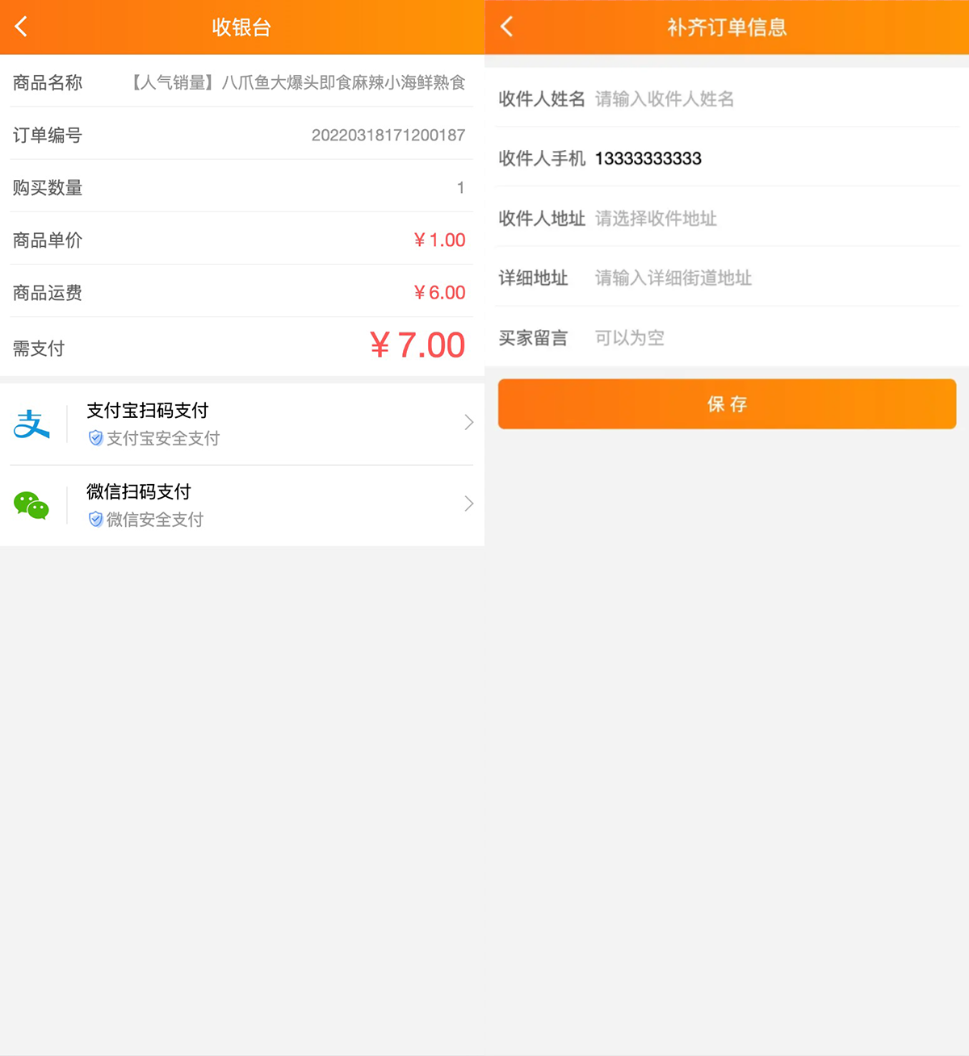 收银台
商品名称 【人气销量】八爪鱼大爆头即食麻辣小海鲜熟食
订单编号 20220318171200187
购买数量 1
商品单价 ¥1.00
商品运费 ¥6.00
需支付 ¥7.00
支付宝扫码支付
支付宝安全支付
微信扫码支付
微信安全支付
补齐订单信息
收件人姓名 请输入收件人姓名
收件人手机 13333333333
收件人地址 请选择收件地址
详细地址 请输入详细街道地址
买家留言 可以为空
保存